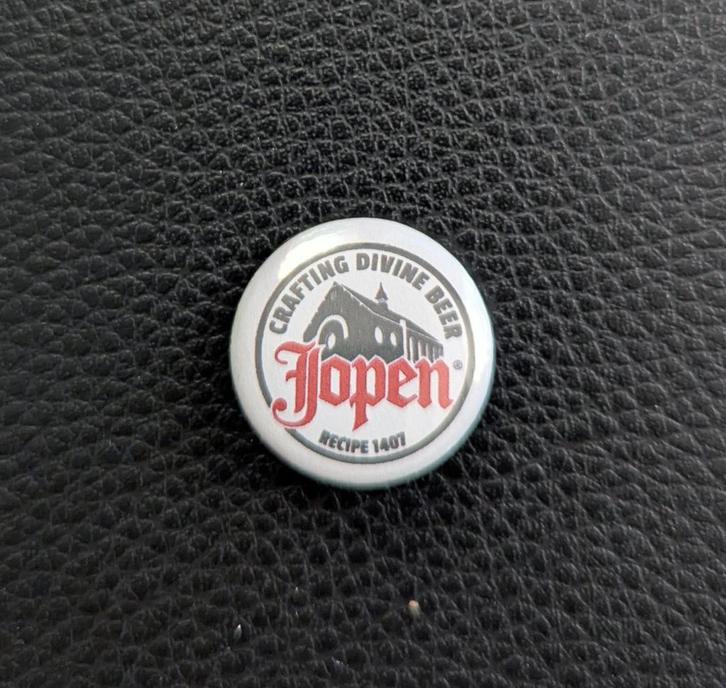 CRAFTING DIVINE BEER
Jopen®
RECIPE 1407